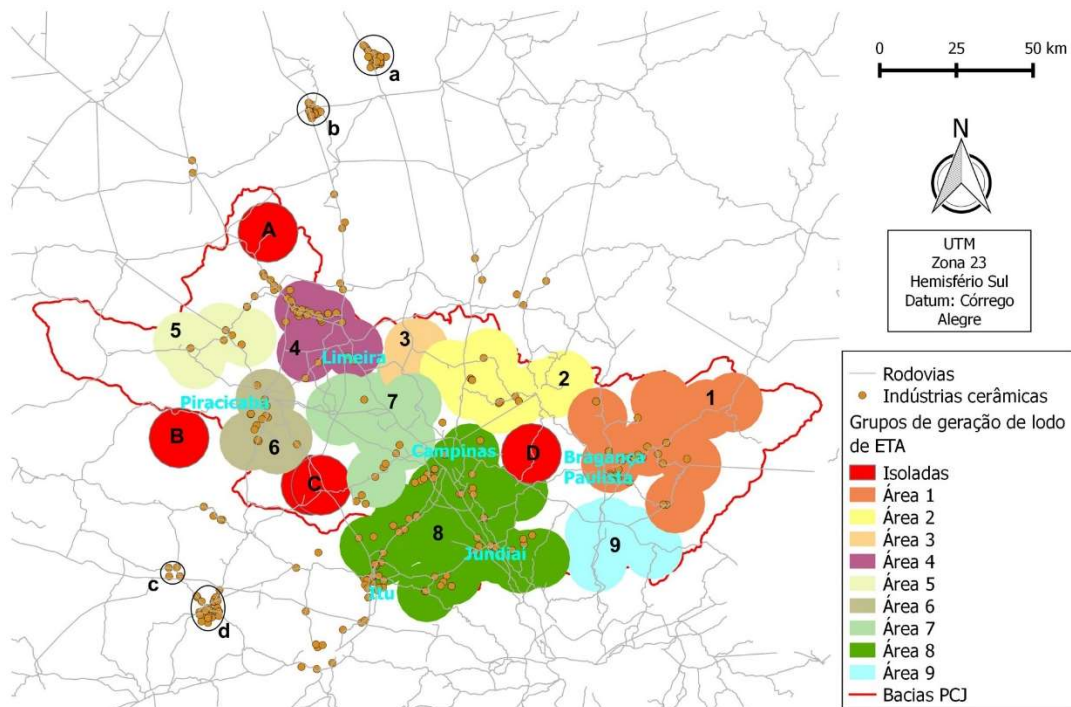 a
b
A
5
4
Limeira
3
2
1
Piracicaba
7
B
6
Campinas
D
Bragança
Paulista
C
8
Jundiaí
9
c
Itu
d
0 25 50 km
N
UTM
Zona 23
Hemisfério Sul
Datum: Córrego
Alegre
Rodovias
Indústrias cerâmicas
Grupos de geração de lodo
de ETA
Isoladas
Área 1
Área 2
Área 3
Área 4
Área 5
Área 6
Área 7
Área 8
Área 9
Bacias PCJ